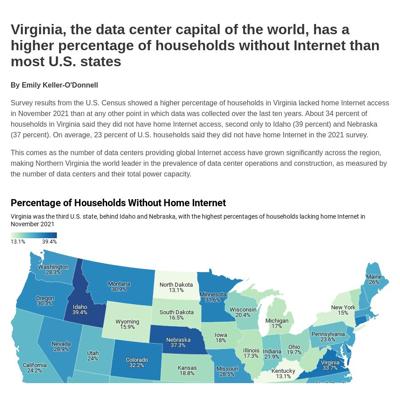 Virginia, the data center capital of the world, has a
higher percentage of households without Internet than
most U.S. states
By Emily Keller-O'Donnell
Survey results from the U.S. Census showed a higher percentage of households in Virginia lacked home Internet access
in November 2021 than at any other point in which data was collected over the last ten years. About 34 percent of
households in Virginia said they did not have home Internet access, second only to Idaho (39 percent) and Nebraska
(37 percent). On average, 23 percent of U.S. households said they did not have home Internet in the 2021 survey.
This comes as the number of data centers providing global Internet access have grown significantly across the region,
making Northern Virginia the world leader in the prevalence of data center operations and construction, as measured by
the number of data centers and their total power capacity.
Percentage of Households Without Home Internet
Virginia was the third U.S. state, behind Idaho and Nebraska, with the highest percentages of households lacking home Internet in
November 2021
13.1% 39.4%
Washington
Montana
North Dakota
13.1%
Minnesota
Maine
26%
Oregon
Idaho
39.4%
South Dakota
16.5%
Wisconsin
20.4%
New York
15%
Wyoming
15.9%
Michigan
17%
Nebraska
37.3%
Iowa
18%
Pennsylvania
23.6%
Nevada
Utah
24%
Colorado
32.2%
Illinois
17.3%
Indiana
21.9%
Ohio
19.7%
California
24.2%
Kansas
18.8%
Missouri
Kentucky
13.1%
Virginia
33.7%